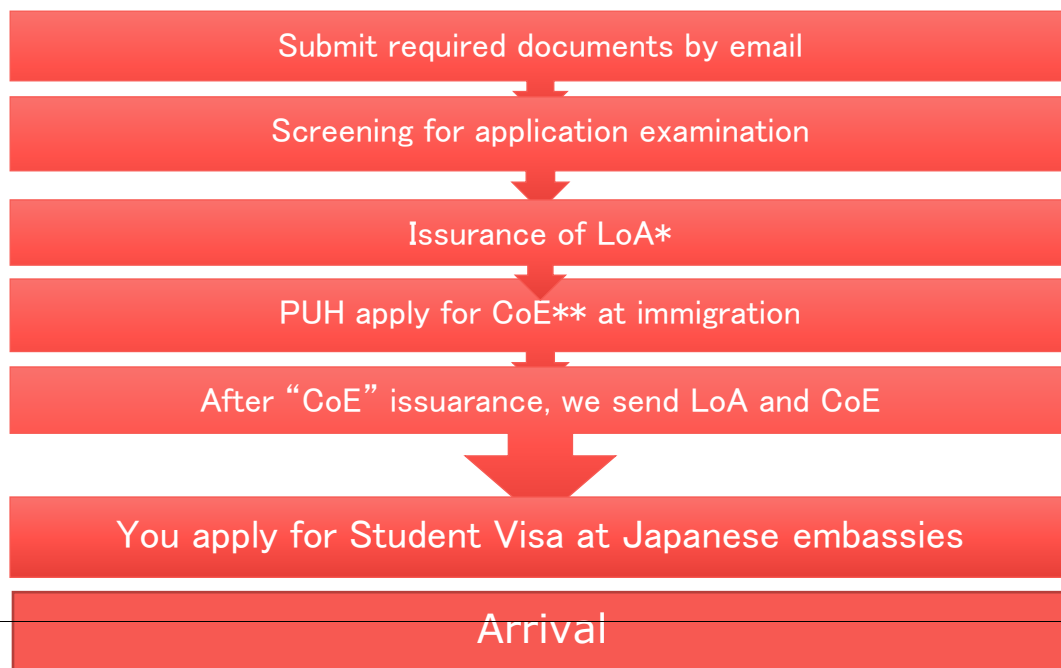 Submit required documents by email
Screening for application examination
Issurance of LoA*
PUH apply for CoE** at immigration
After “CoE” issuarance, we send LoA and CoE
You apply for Student Visa at Japanese embassies
Arrival